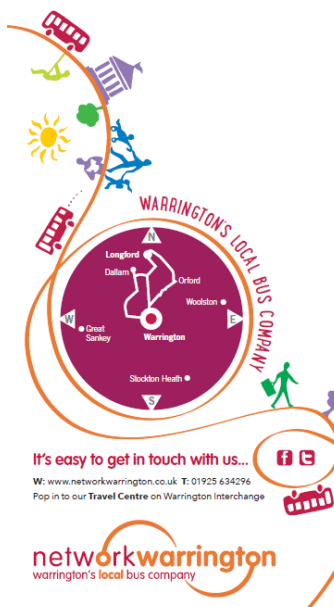 WARRINGTON'S LOCAL BUS COMPANY
N
Longford
Dallam
Orford
Woolston
W
E
Great
Sankey
Warrington
Stockton Heath
S
It's easy to get in touch with us...
W: www.networkwarrington.co.uk T: 01925 634296
Pop in to our Travel Centre on Warrington Interchange
networkwarrington
warrington's local bus company